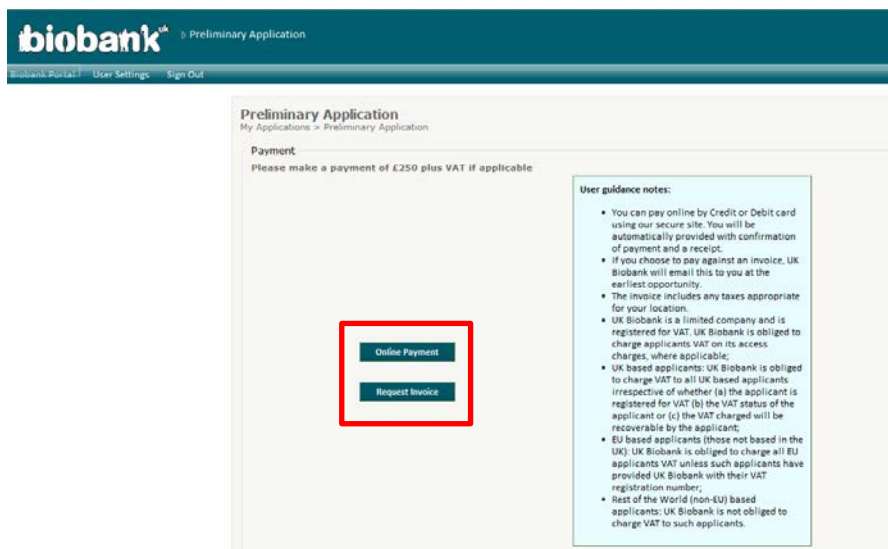 biobank uk Preliminary Application
Biobank Portal User Settings Sign Out
Preliminary Application
My Applications > Preliminary Application
Payment
Please make a payment of £250 plus VAT if applicable
User guidance notes:
• You can pay online by Credit or Debit card
using our secure site. You will be
automatically provided with confirmation
of payment and a receipt.
• If you choose to pay against an invoice, UK
Biobank will email this to you at the
earliest opportunity.
• The invoice includes any taxes appropriate
for your location.
• UK Biobank is a limited company and is
registered for VAT. UK Biobank is obliged to
charge applicants VAT on its access
charges, where applicable;
• UK based applicants: UK Biobank is obliged
to charge VAT to all UK based applicants
irrespective of whether (a) the applicant is
registered for VAT (b) the VAT status of the
applicant or (c) the VAT charged will be
recoverable by the applicant;
• EU based applicants (those not based in the
UK): UK Biobank is obliged to charge all EU
applicants VAT unless such applicants have
provided UK Biobank with their VAT
registration number;
• Rest of the World (non-EU) based
applicants: UK Biobank is not obliged to
charge VAT to such applicants.
Online Payment
Request Invoice